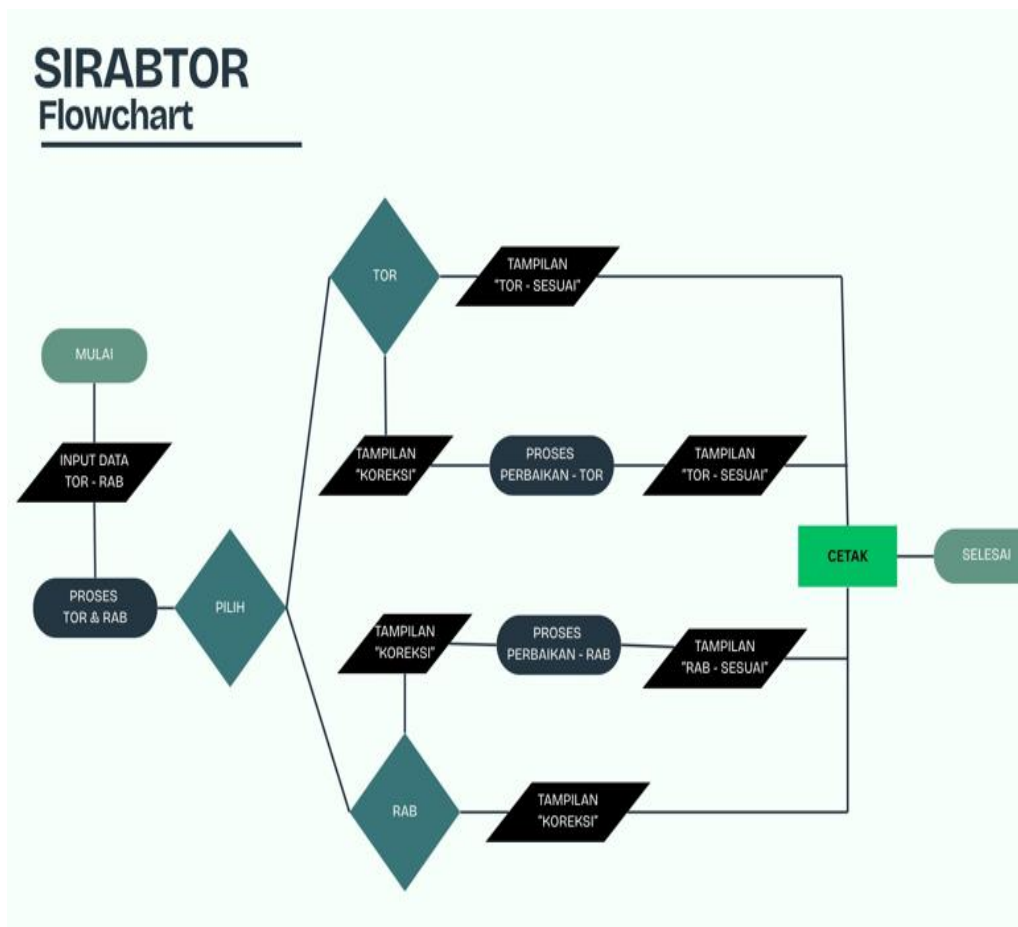 SIRABTOR
Flowchart
MULAI
INPUT DATA
TOR - RAB
PROSES
TOR & RAB
PILIH
TOR
TAMPILAN
"TOR - SESUAI"
TAMPILAN
"KOREKSI"
PROSES
PERBAIKAN - TOR
TAMPILAN
"TOR - SESUAI"
CETAK
SELESAI
TAMPILAN
"KOREKSI"
PROSES
PERBAIKAN - RAB
TAMPILAN
"RAB - SESUAI"
RAB
TAMPILAN
"KOREKSI"